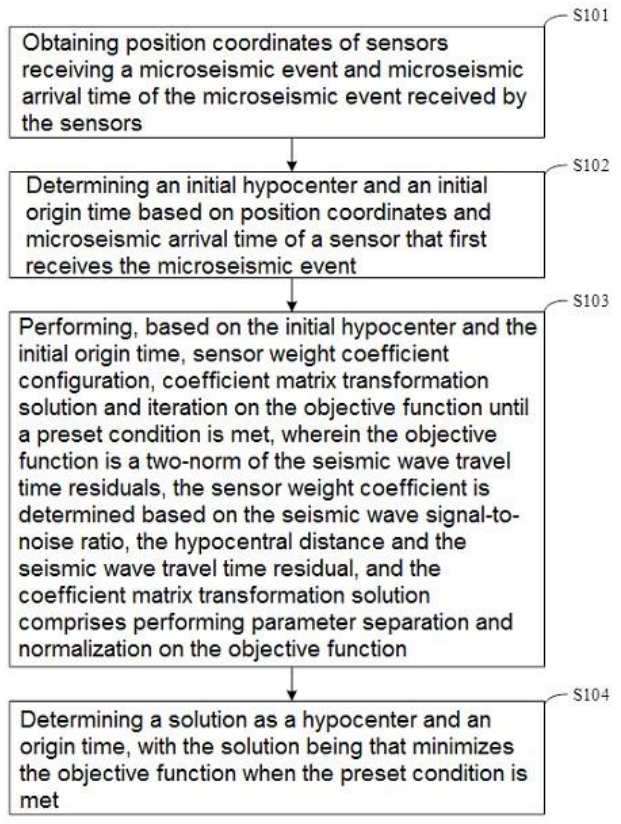 S101
Obtaining position coordinates of sensors
receiving a microseismic event and microseismic
arrival time of the microseismic event received by
the sensors
S102
Determining an initial hypocenter and an initial
origin time based on position coordinates and
microseismic arrival time of a sensor that first
receives the microseismic event
S103
Performing, based on the initial hypocenter and the
initial origin time, sensor weight coefficient
configuration, coefficient matrix transformation
solution and iteration on the objective function until
a preset condition is met, wherein the objective
function is a two-norm of the seismic wave travel
time residuals, the sensor weight coefficient is
determined based on the seismic wave signal-to-
noise ratio, the hypocentral distance and the
seismic wave travel time residual, and the
coefficient matrix transformation solution
comprises performing parameter separation and
normalization on the objective function
S104
Determining a solution as a hypocenter and an
origin time, with the solution being that minimizes
the objective function when the preset condition is
met